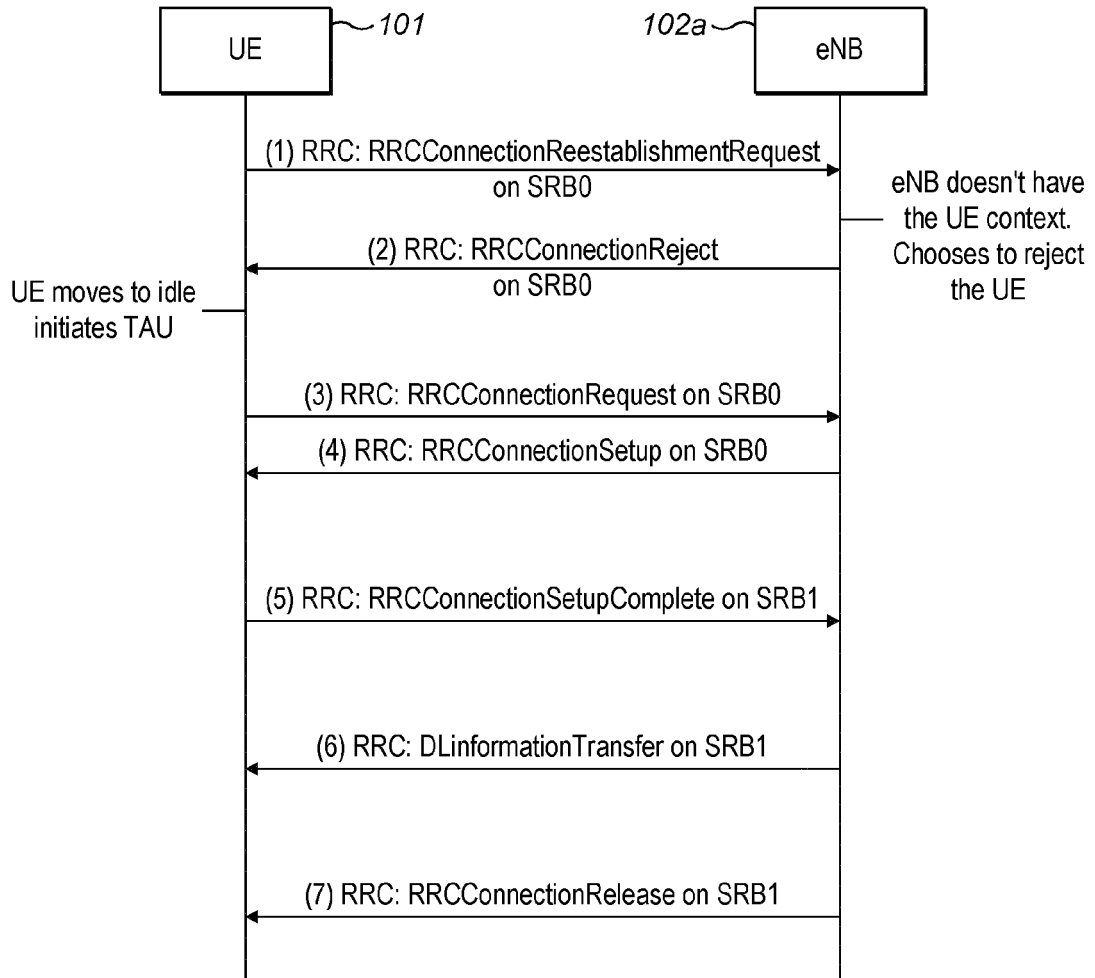 UE
101
102a
eNB
(1) RRC: RRCConnectionReestablishmentRequest
on SRB0
eNB doesn't have
the UE context.
Chooses to reject
the UE
(2) RRC: RRCConnectionReject
on SRB0
UE moves to idle
initiates TAU
(3) RRC: RRCConnectionRequest on SRB0
(4) RRC: RRCConnectionSetup on SRB0
(5) RRC: RRCConnectionSetupComplete on SRB1
(6) RRC: DLinformationTransfer on SRB1
(7) RRC: RRCConnectionRelease on SRB1